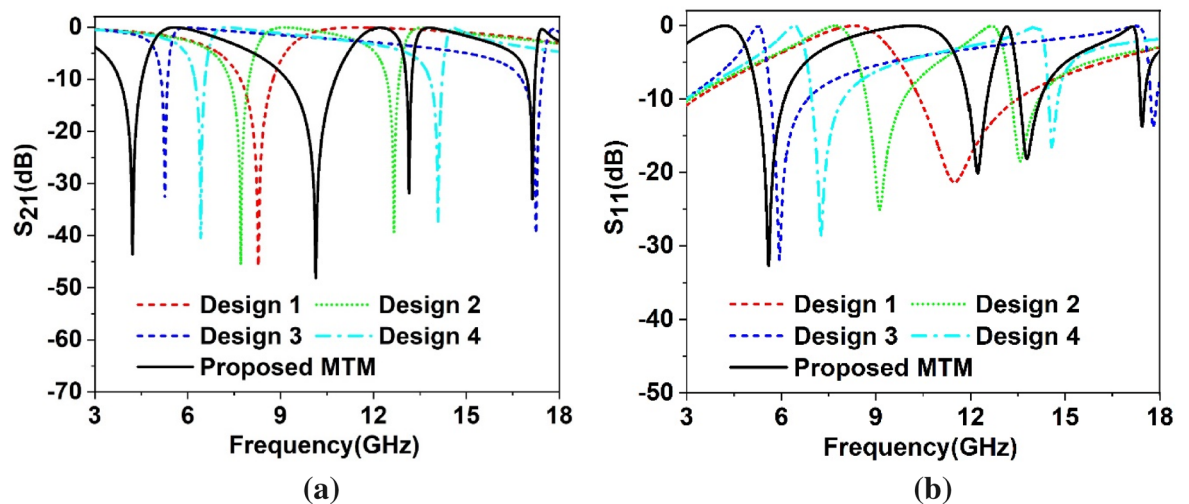 0
-10
-20
-30
-40
-50
-60
-70
S21(dB)
Design 1 Design 2
Design 3 Design 4
Proposed MTM
3 6 9 12 15 18
Frequency(GHz)
(a)
0
-10
-20
-30
-40
-50
S11(dB)
Design 1 Design 2
Design 3 Design 4
Proposed MTM
3 6 9 12 15 18
Frequency(GHz)
(b)